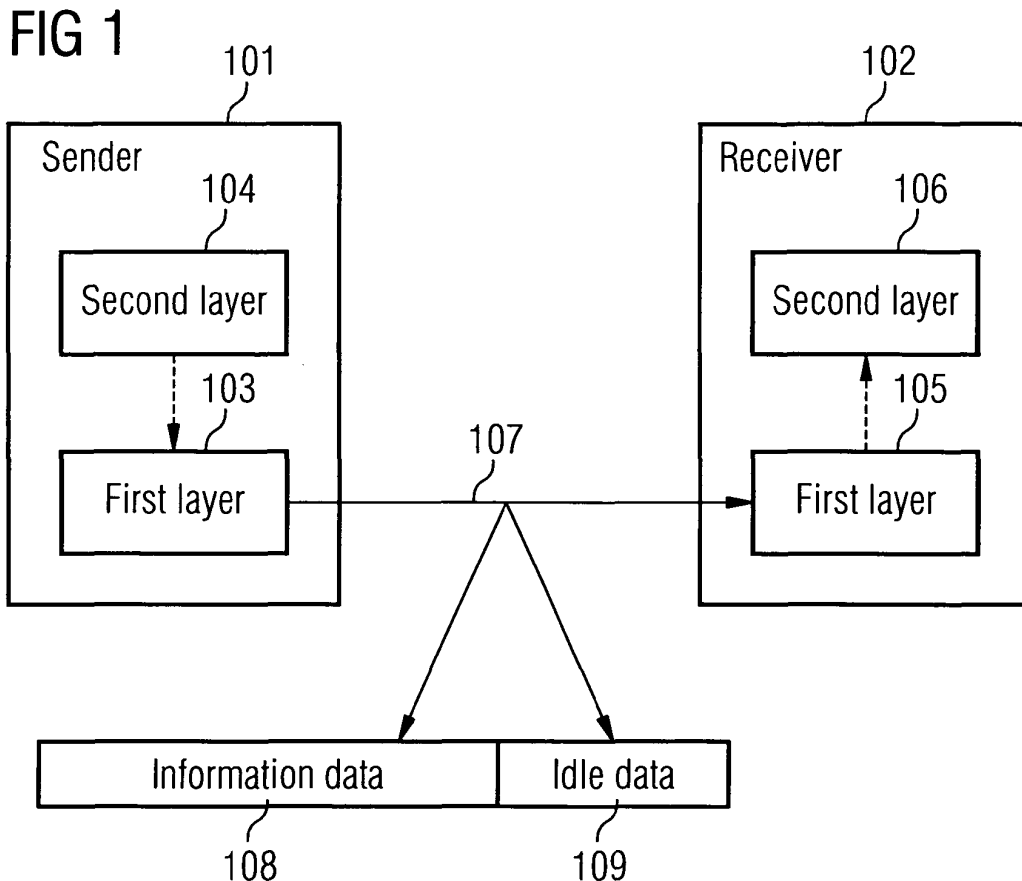 FIG 1
101
102
Sender
Receiver
104
106
Second layer
Second layer
103
105
107
First layer
First layer
Information data
Idle data
108
109